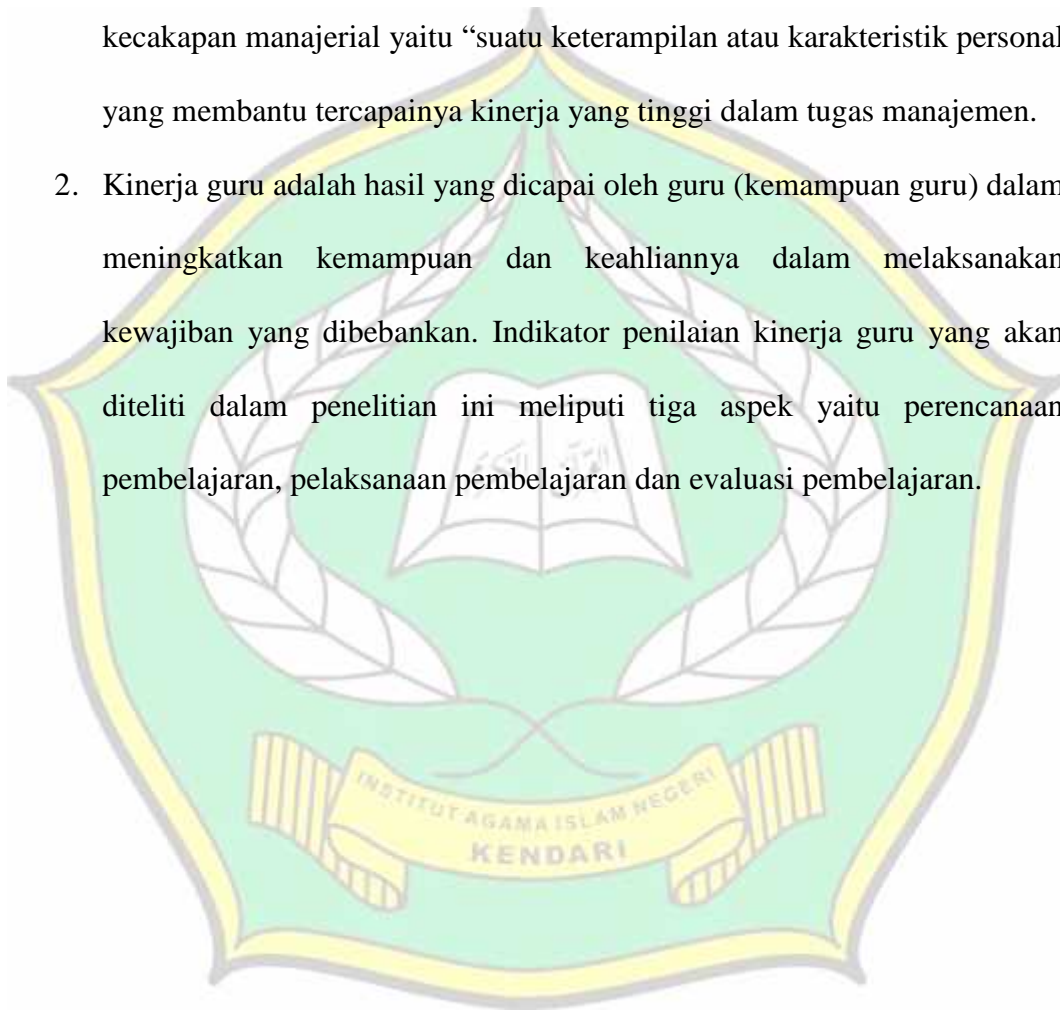 kecakapan manajerial yaitu “suatu keterampilan atau karakteristik personal
yang membantu tercapainya kinerja yang tinggi dalam tugas manajemen.
2. Kinerja guru adalah hasil yang dicapai oleh guru (kemampuan guru) dalam
meningkatkan kemampuan dan keahliannya dalam melaksanakan
kewajiban yang dibebankan. Indikator penilaian kinerja guru yang akan
diteliti dalam penelitian ini meliputi tiga aspek yaitu perencanaan
pembelajaran, pelaksanaan pembelajaran dan evaluasi pembelajaran.
INSTITUT AGAMA ISLAM NEGERI
KENDARI